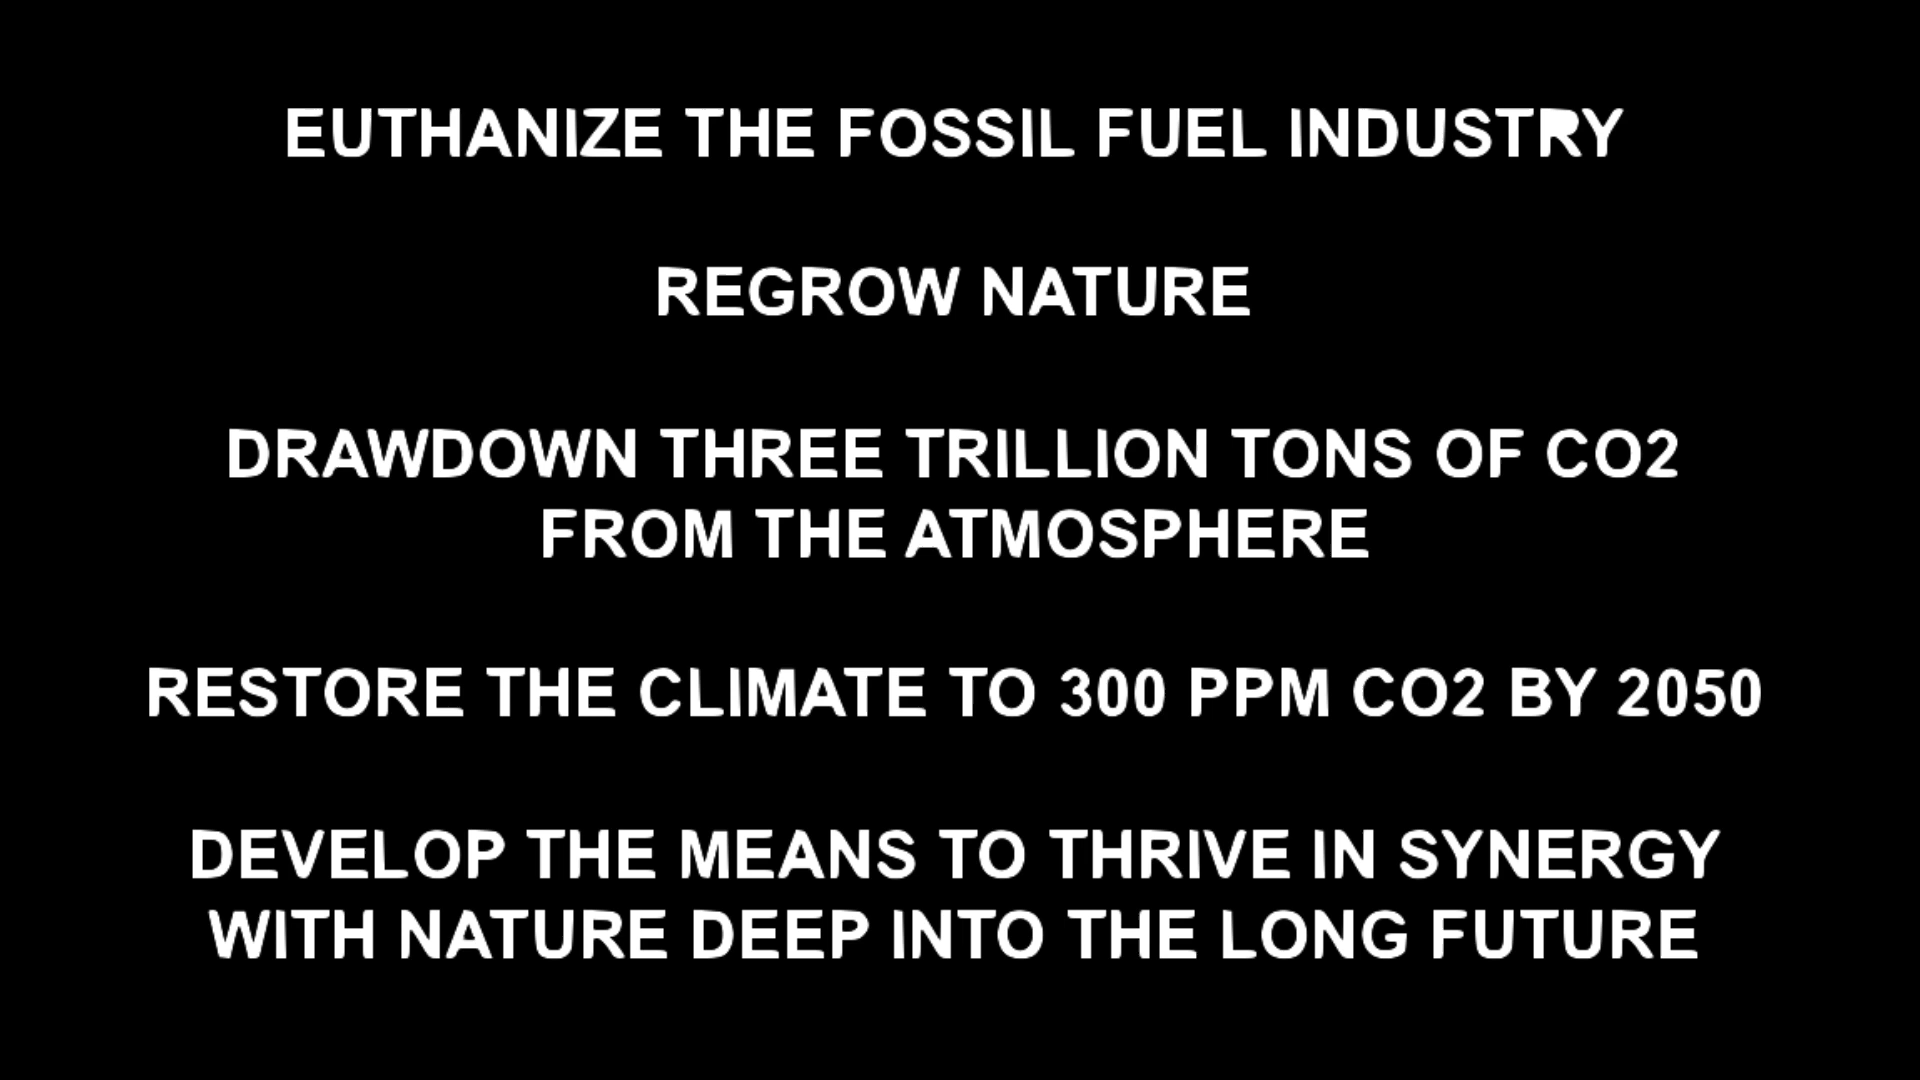 EUTHANIZE THE FOSSIL FUEL INDUSTRY
REGROW NATURE
DRAWDOWN THREE TRILLION TONS OF CO2
FROM THE ATMOSPHERE
RESTORE THE CLIMATE TO 300 PPM CO2 BY 2050
DEVELOP THE MEANS TO THRIVE IN SYNERGY
WITH NATURE DEEP INTO THE LONG FUTURE